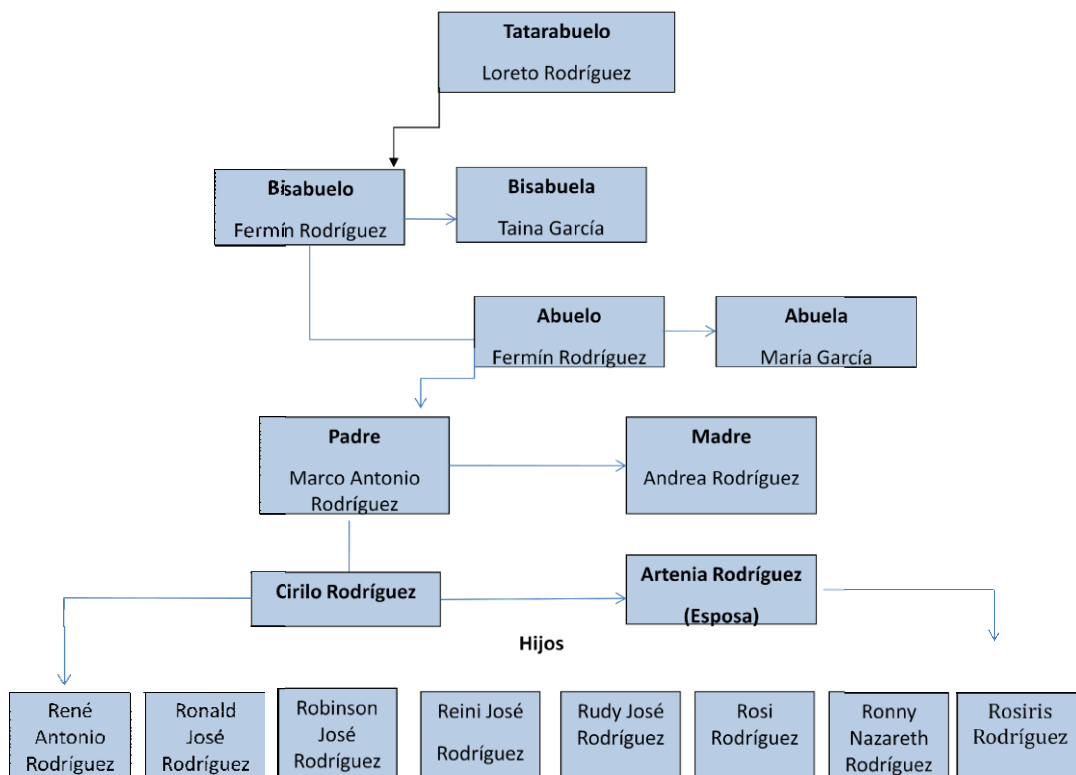 Tatarabuelo
Loreto Rodríguez
Bisabuelo
Fermín Rodríguez
Bisabuela
Taina García
Abuelo
Fermín Rodríguez
Abuela
María García
Padre
Marco Antonio
Rodríguez
Madre
Andrea Rodríguez
Cirilo Rodríguez
Artenia Rodríguez
(Esposa)
Hijos
René
Antonio
Rodríguez
Ronald
José
Rodríguez
Robinson
José
Rodríguez
Reini José
Rodríguez
Rudy José
Rodríguez
Rosi
Rodríguez
Ronny
Nazareth
Rodríguez
Rosiris
Rodríguez